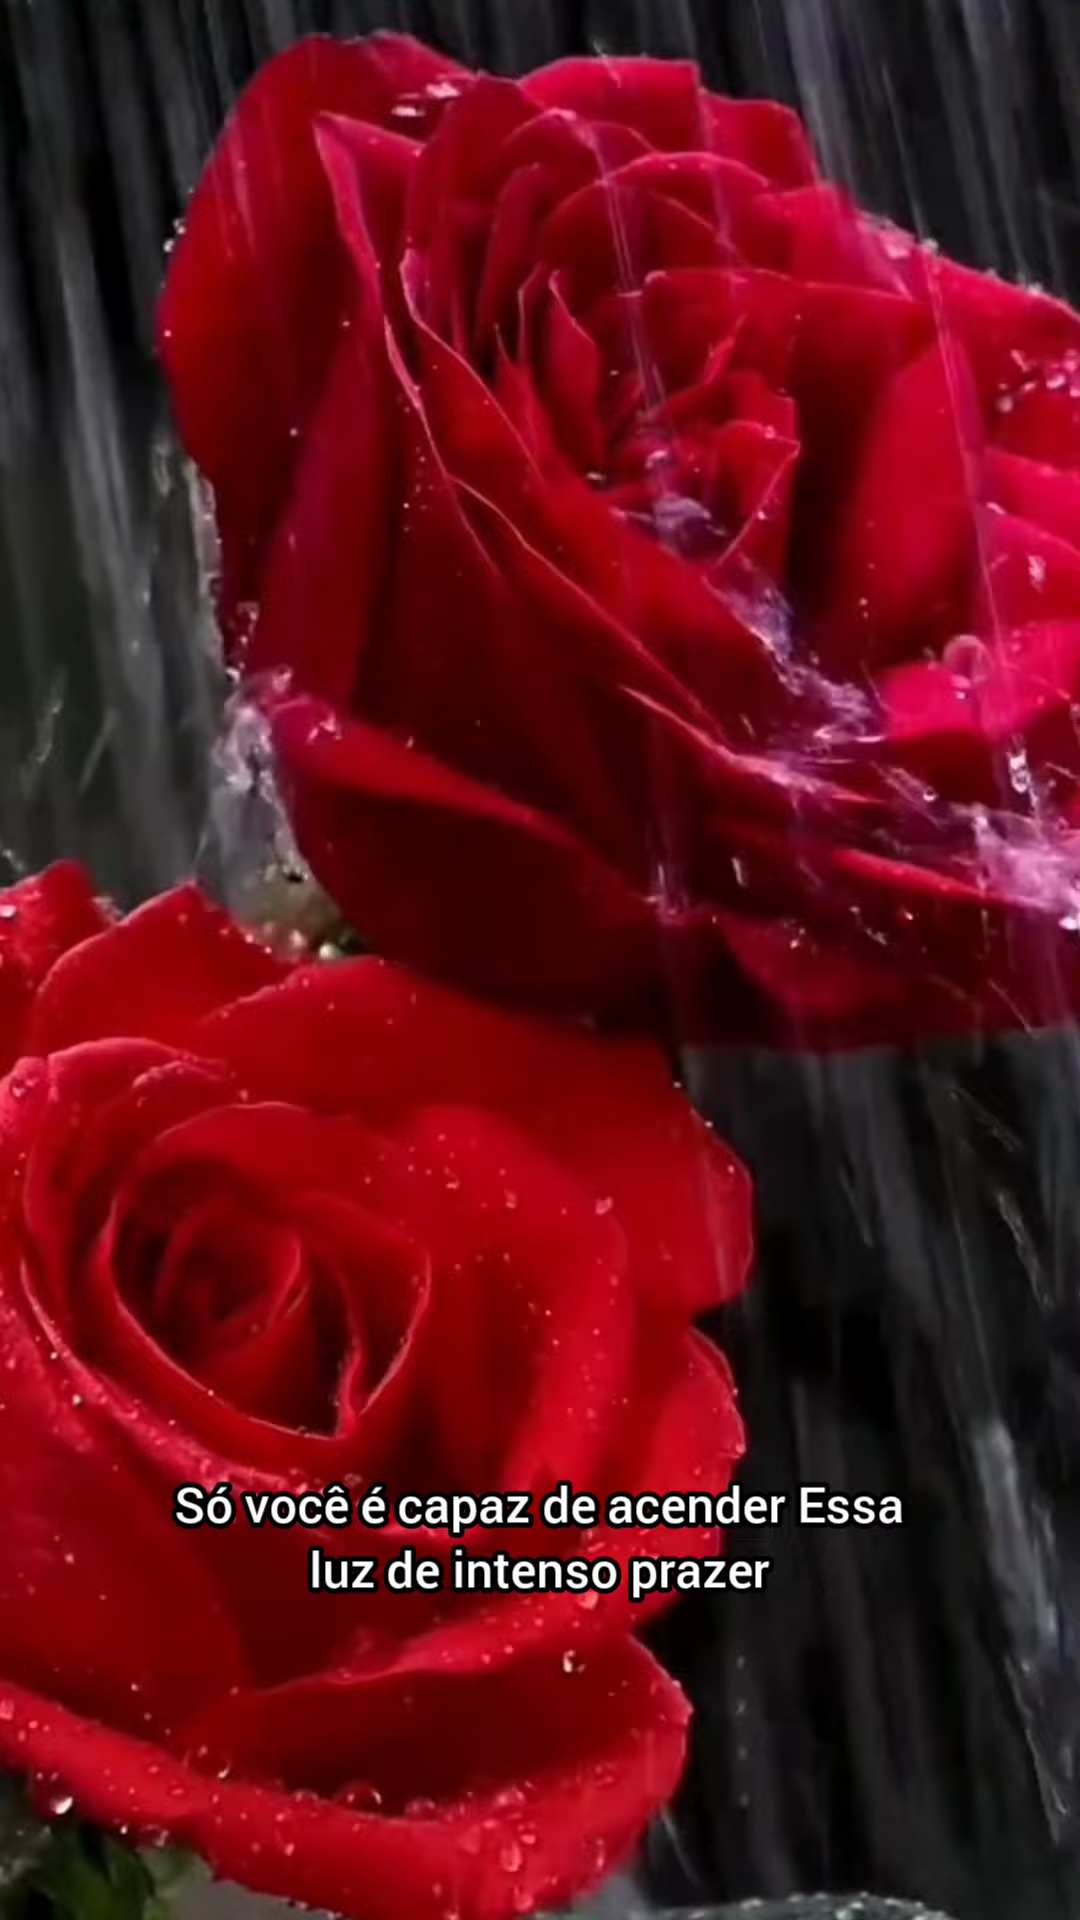 Só você é capaz de acender Essa
luz de intenso prazer